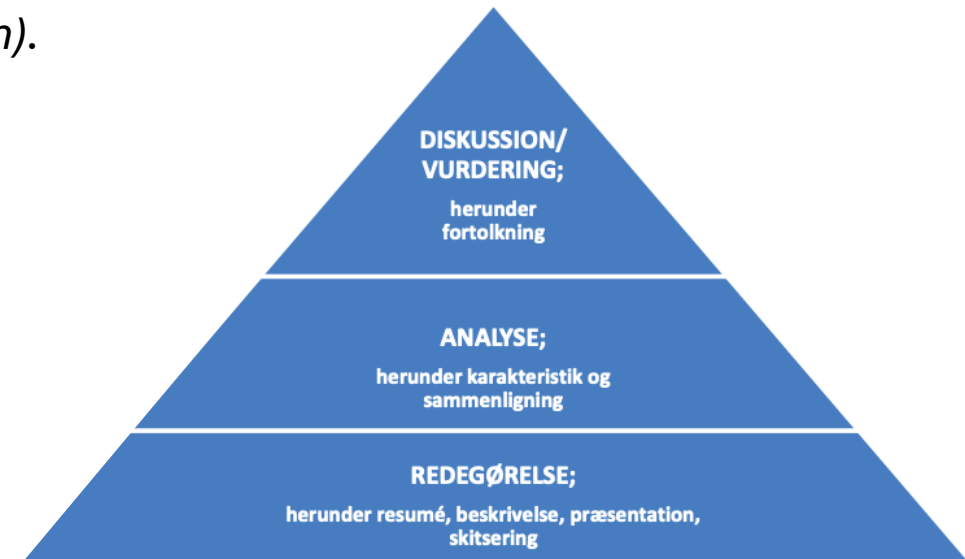 n).
DISKUSSION/
VURDERING;
herunder
fortolkning
ANALYSE;
herunder karakteristik og
sammenligning
REDEGØRELSE;
herunder resumé, beskrivelse, præsentation,
skitsering